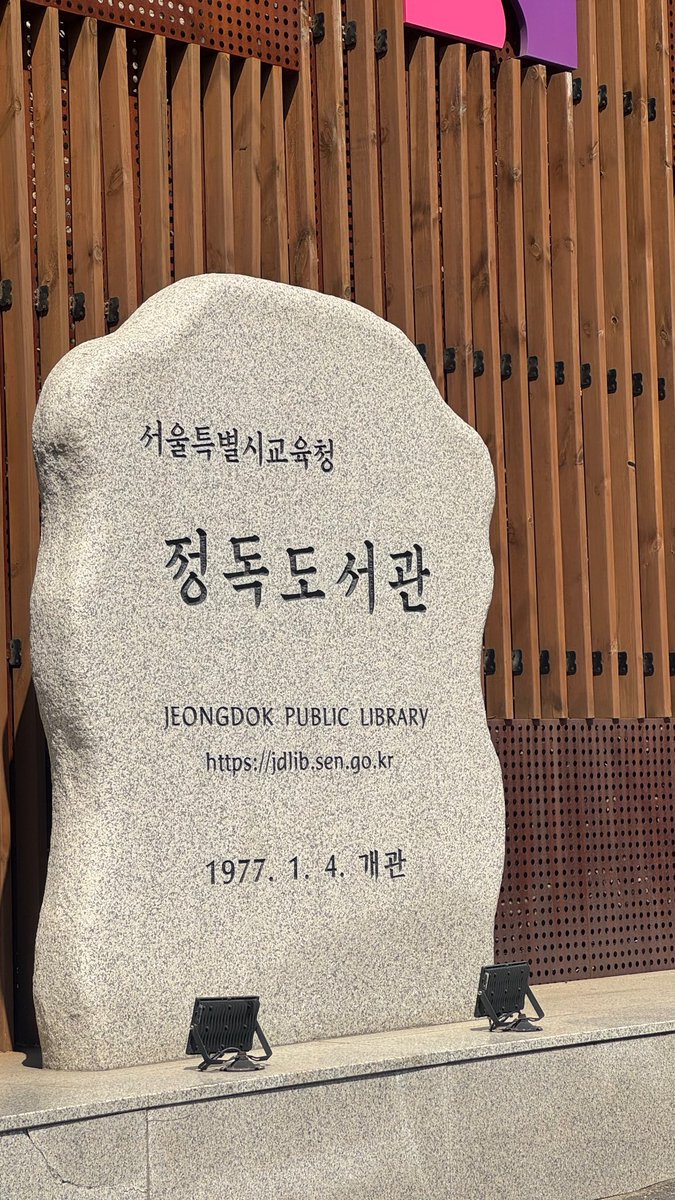 서울특별시교육청
정독도서관
JEONGDOK PUBLIC LIBRARY
https://jdlib.sen.go.kr
1977. 1. 4. 개관